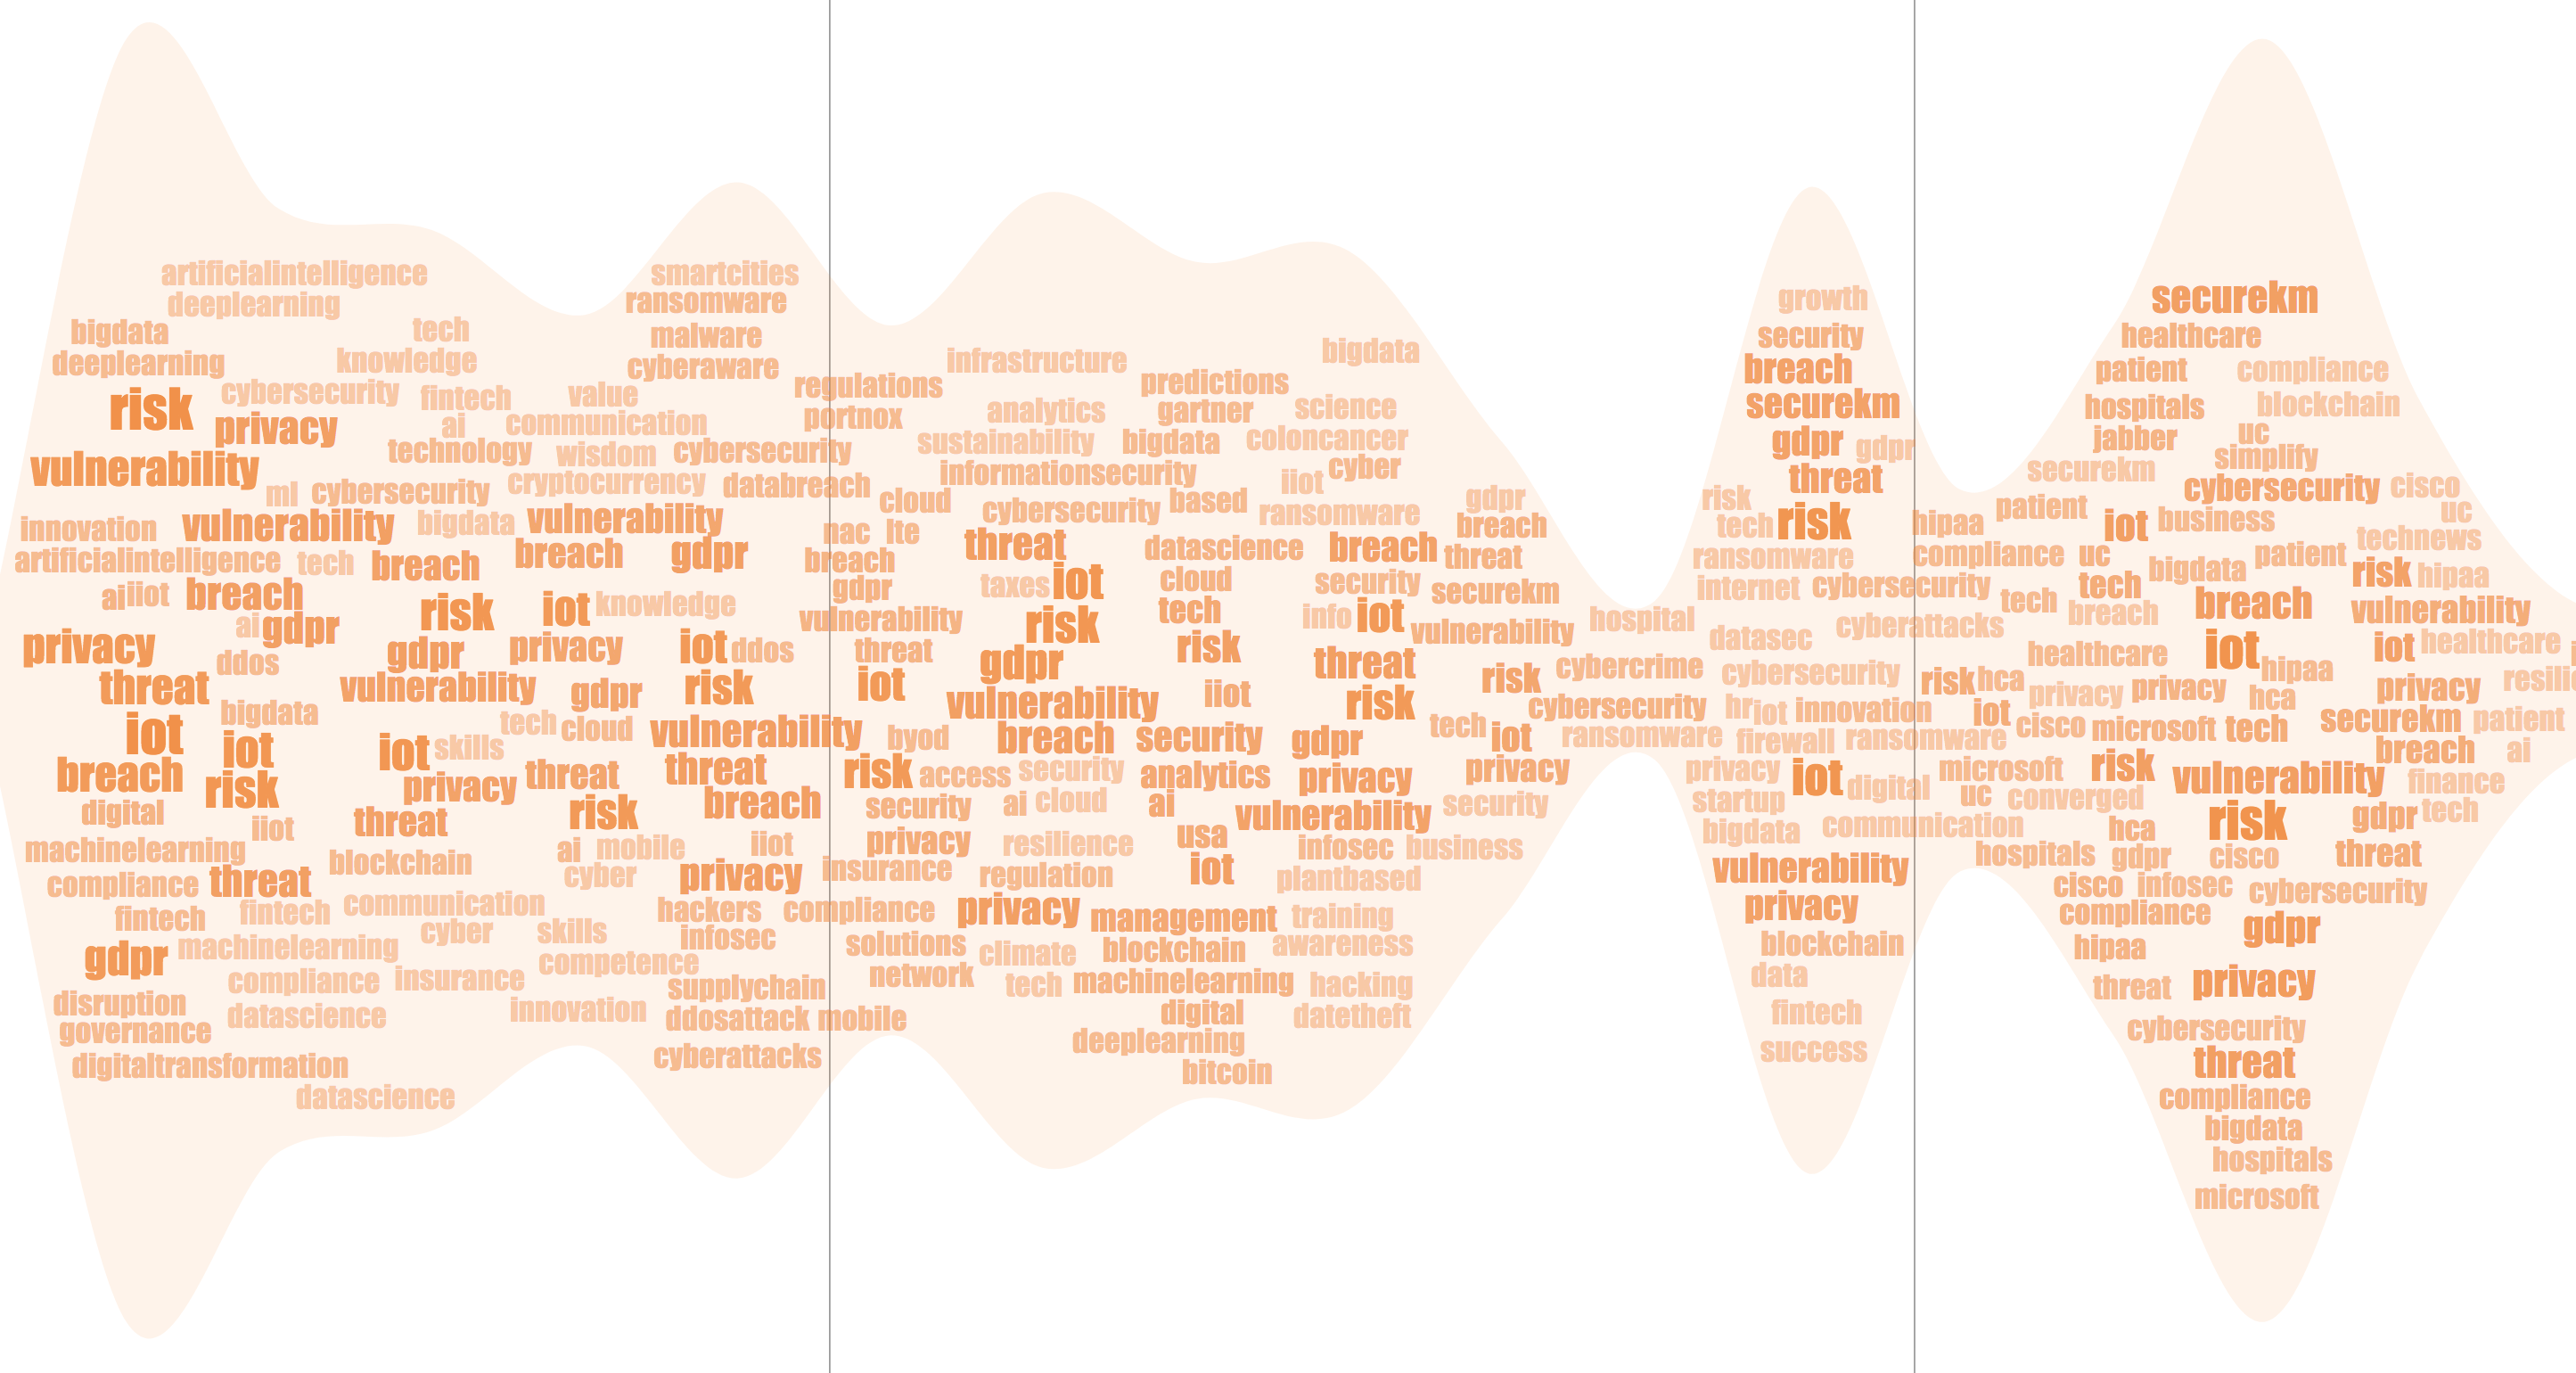 artificialintelligence smartcities
deeplearning ransomware growth securekm
bigdata tech malware security healthcare
deeplearning knowledge cyberaware infrastructure bigdata breach patient compliance
risk cybersecurity fintech value regulations predictions securekm hospitals blockchain
privacy ai communication portnox analytics gartner science gdpr gdpr jabber uc
vulnerability technology wisdom cybersecurity sustainability bigdata coloncancer threat securekm simplify
ml cybersecurity cryptocurrency databreach informationsecurity iiot cyber cybersecurity cisco
innovation vulnerability bigdata vulnerability cloud cybersecurity based ransomware gdpr risk patient iot business uc
nac lte breach tech risk hipaa technews
artificialintelligence tech breach breach gdpr breach threat datascience breach threat ransomware compliance uc bigdata patient risk hipaa
ai iiot breach gdpr taxes iot cloud security securekm internet cybersecurity tech tech breach breach vulnerability
ai gdpr risk iot knowledge vulnerability risk tech info iot vulnerability hospital datasec cyberattacks
privacy ddos gdpr privacy iot ddos threat gdpr risk threat cybercrime cybersecurity healthcare iot hipaa iot healthcare
threat vulnerability gdpr risk iot vulnerability iiot risk risk cybersecurity risk hca privacy privacy hca privacy
iot bigdata iot tech cloud vulnerability byod breach security gdpr tech iot ransomware hr iot innovation iot cisco microsoft tech securekm patient
iot skills firewall ransomware breach ai
breach risk privacy threat threat risk access security analytics privacy privacy privacy iot digital microsoft risk vulnerability finance
digital iiot threat risk breach security ai cloud ai vulnerability security startup uc converged risk gdpr tech
machinelearning blockchain ai mobile iiot privacy resilience usa infosec business bigdata communication hospitals hca gdpr cisco threat
compliance threat cyber privacy insurance regulation iot plantbased vulnerability cisco infosec cybersecurity
fintech fintech communication hackers compliance privacy management training privacy compliance gdpr
gdpr machinelearning cyber skills infosec solutions climate blockchain awareness blockchain hipaa
compliance insurance competence supplychain network tech machinelearning hacking data threat privacy
disruption datascience innovation ddosattack mobile digital datetheft fintech cybersecurity
governance deeplearning success threat
digitaltransformation cyberattacks bitcoin compliance
datascience bigdata
hospitals
microsoft